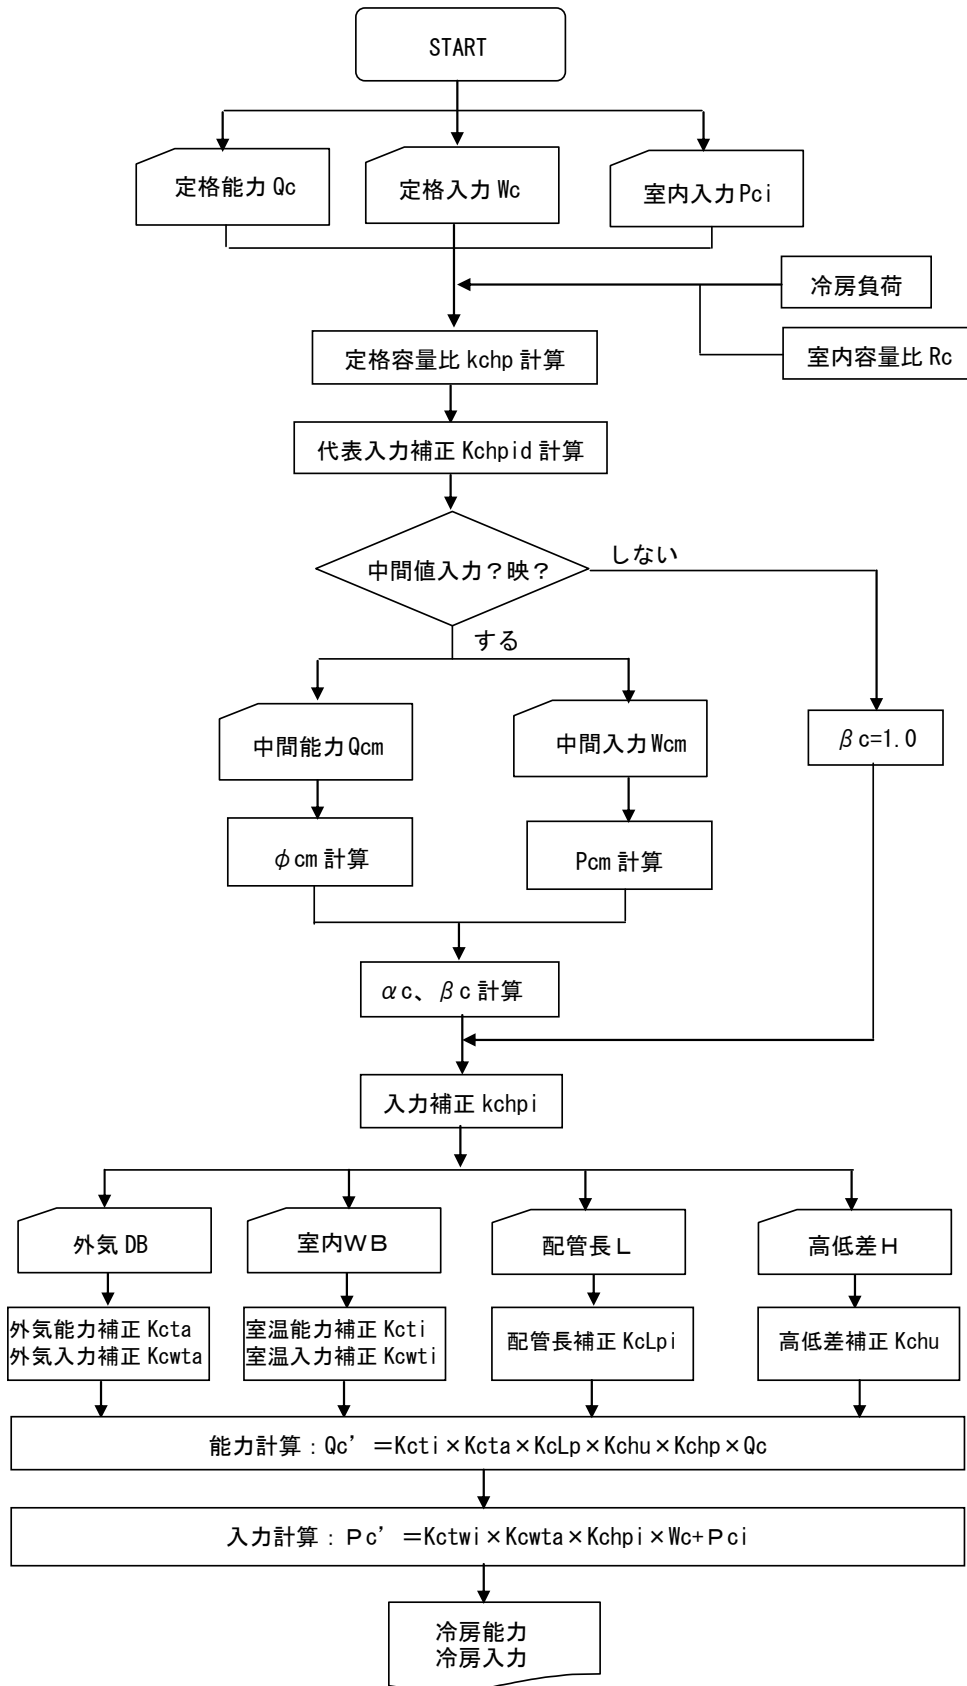 START
定格能力 Qc
定格入力 Wc
室内入力 Pci
冷房負荷
室内容量比 Rc
定格容量比 kchp 計算
代表入力補正 Kchpid 計算
中間値入力？映？
しない
する
中間能力 Qcm
中間入力 Wcm
βc=1.0
φcm 計算
Pcm 計算
αc、βc 計算
入力補正 kchpi
外気 DB
室内ＷＢ
配管長Ｌ
高低差Ｈ
外気能力補正 Kcta
外気入力補正 Kcwta
室温能力補正 Kcti
室温入力補正 Kcwti
配管長補正 KcLpi
高低差補正 Kchu
能力計算：Qc’＝Kcti×Kcta×KcLp×Kchu×Kchp×Qc
入力計算：Ｐc’＝Kctwi×Kcwta×Kchpi×Wc+Ｐci
冷房能力
冷房入力